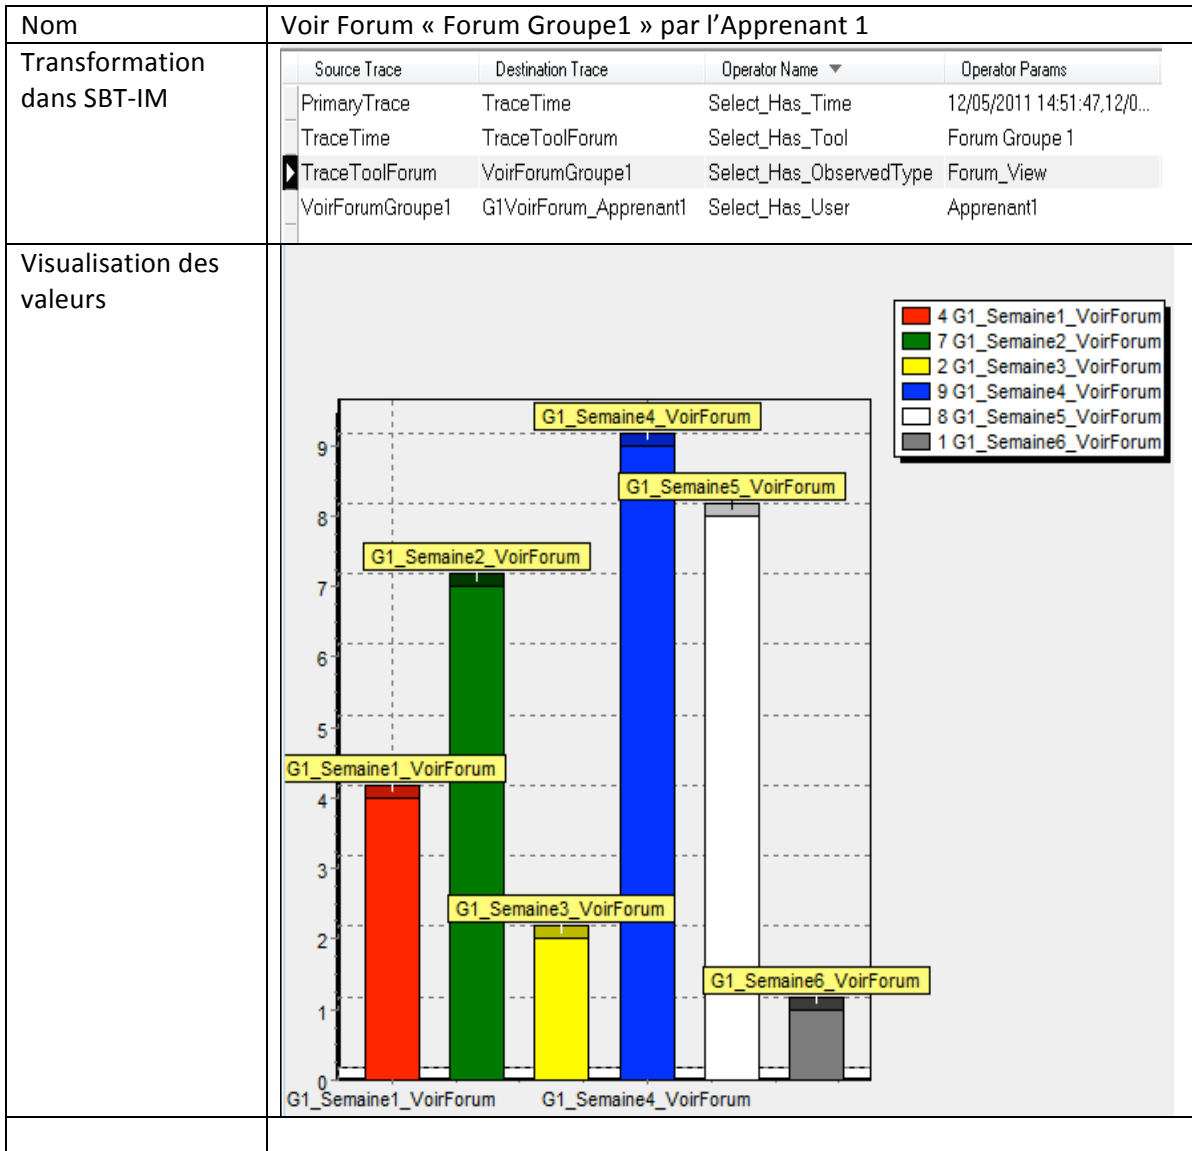 Nom
Voir Forum « Forum Groupe1 » par l’Apprenant 1
Transformation
dans SBT-IM
Source Trace Destination Trace Operator Name Operator Params
PrimaryTrace TraceTime Select_Has_Time 12/05/2011 14:51:47,12/0...
TraceTime TraceToolForum Select_Has_Tool Forum Groupe 1
TraceToolForum VoirForumGroupe1 Select_Has_ObservedType Forum_View
VoirForumGroupe1 G1VoirForum_Apprenant1 Select_Has_User Apprenant1
Visualisation des
valeurs
4 G1_Semaine1_VoirForum
7 G1_Semaine2_VoirForum
2 G1_Semaine3_VoirForum
9 G1_Semaine4_VoirForum
8 G1_Semaine5_VoirForum
1 G1_Semaine6_VoirForum
G1_Semaine4_VoirForum
9
G1_Semaine5_VoirForum
8
G1_Semaine2_VoirForum
7
6
5
G1_Semaine1_VoirForum
4
3
G1_Semaine3_VoirForum
2
G1_Semaine6_VoirForum
1
0
G1_Semaine1_VoirForum G1_Semaine4_VoirForum